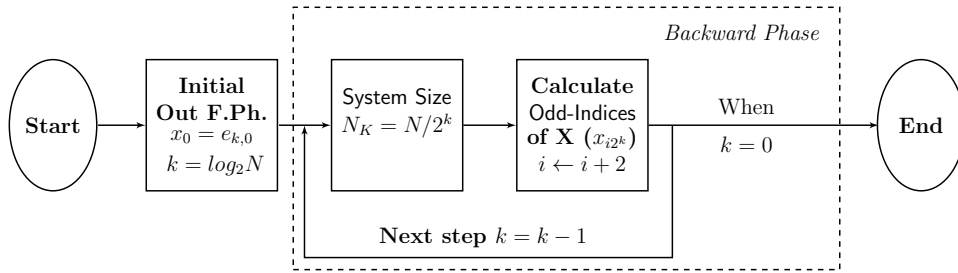 Backward Phase
Start
Initial
Out F.Ph.
$x_0 = e_{k,0}$
$k = log_2 N$
System Size
$N_K = N/2^k$
Calculate
Odd-Indices
of X ($x_{i2^k}$)
$i \leftarrow i + 2$
When
$k = 0$
End
Next step $k = k - 1$